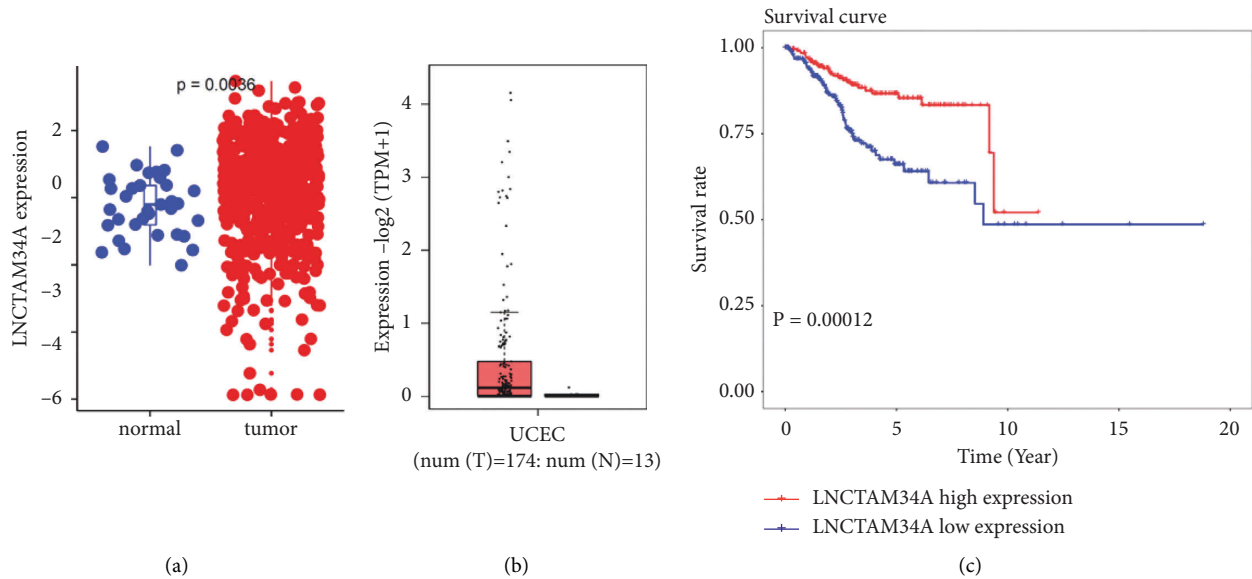 p = 0.0036
LNCTAM34A expression
2
0
−2
−3
−4
−6
normal
tumor
(a)
Expression −log2 (TPM+1)
4
3
2
1
0
UCEC
(num (T)=174: num (N)=13)
(b)
Survival curve
Survival rate
1.00
0.75
0.50
0.25
0.00
P = 0.00012
0
5
10
15
20
Time (Year)
LNCTAM34A high expression
LNCTAM34A low expression
(c)